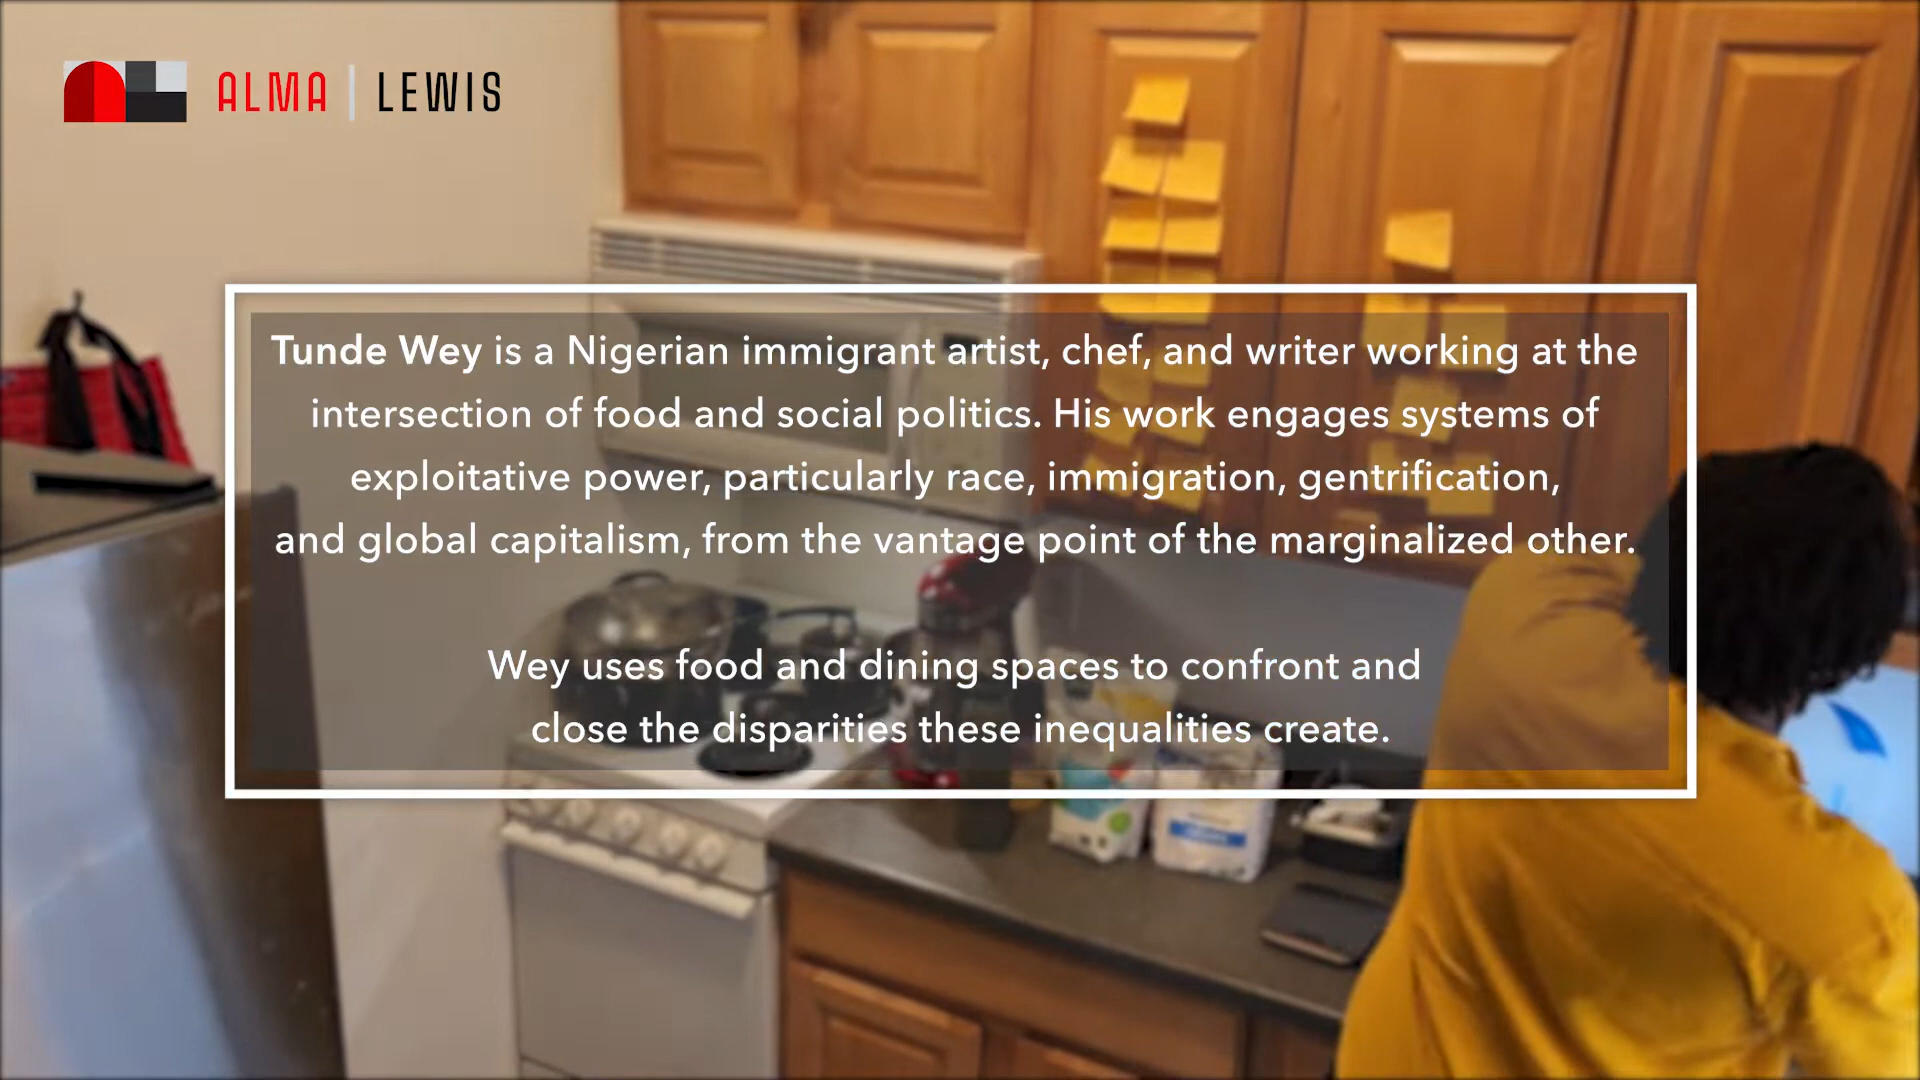 ALMA | LEWIS
Tunde Wey is a Nigerian immigrant artist, chef, and writer working at the
intersection of food and social politics. His work engages systems of
exploitative power, particularly race, immigration, gentrification,
and global capitalism, from the vantage point of the marginalized other.
Wey uses food and dining spaces to confront and
close the disparities these inequalities create.